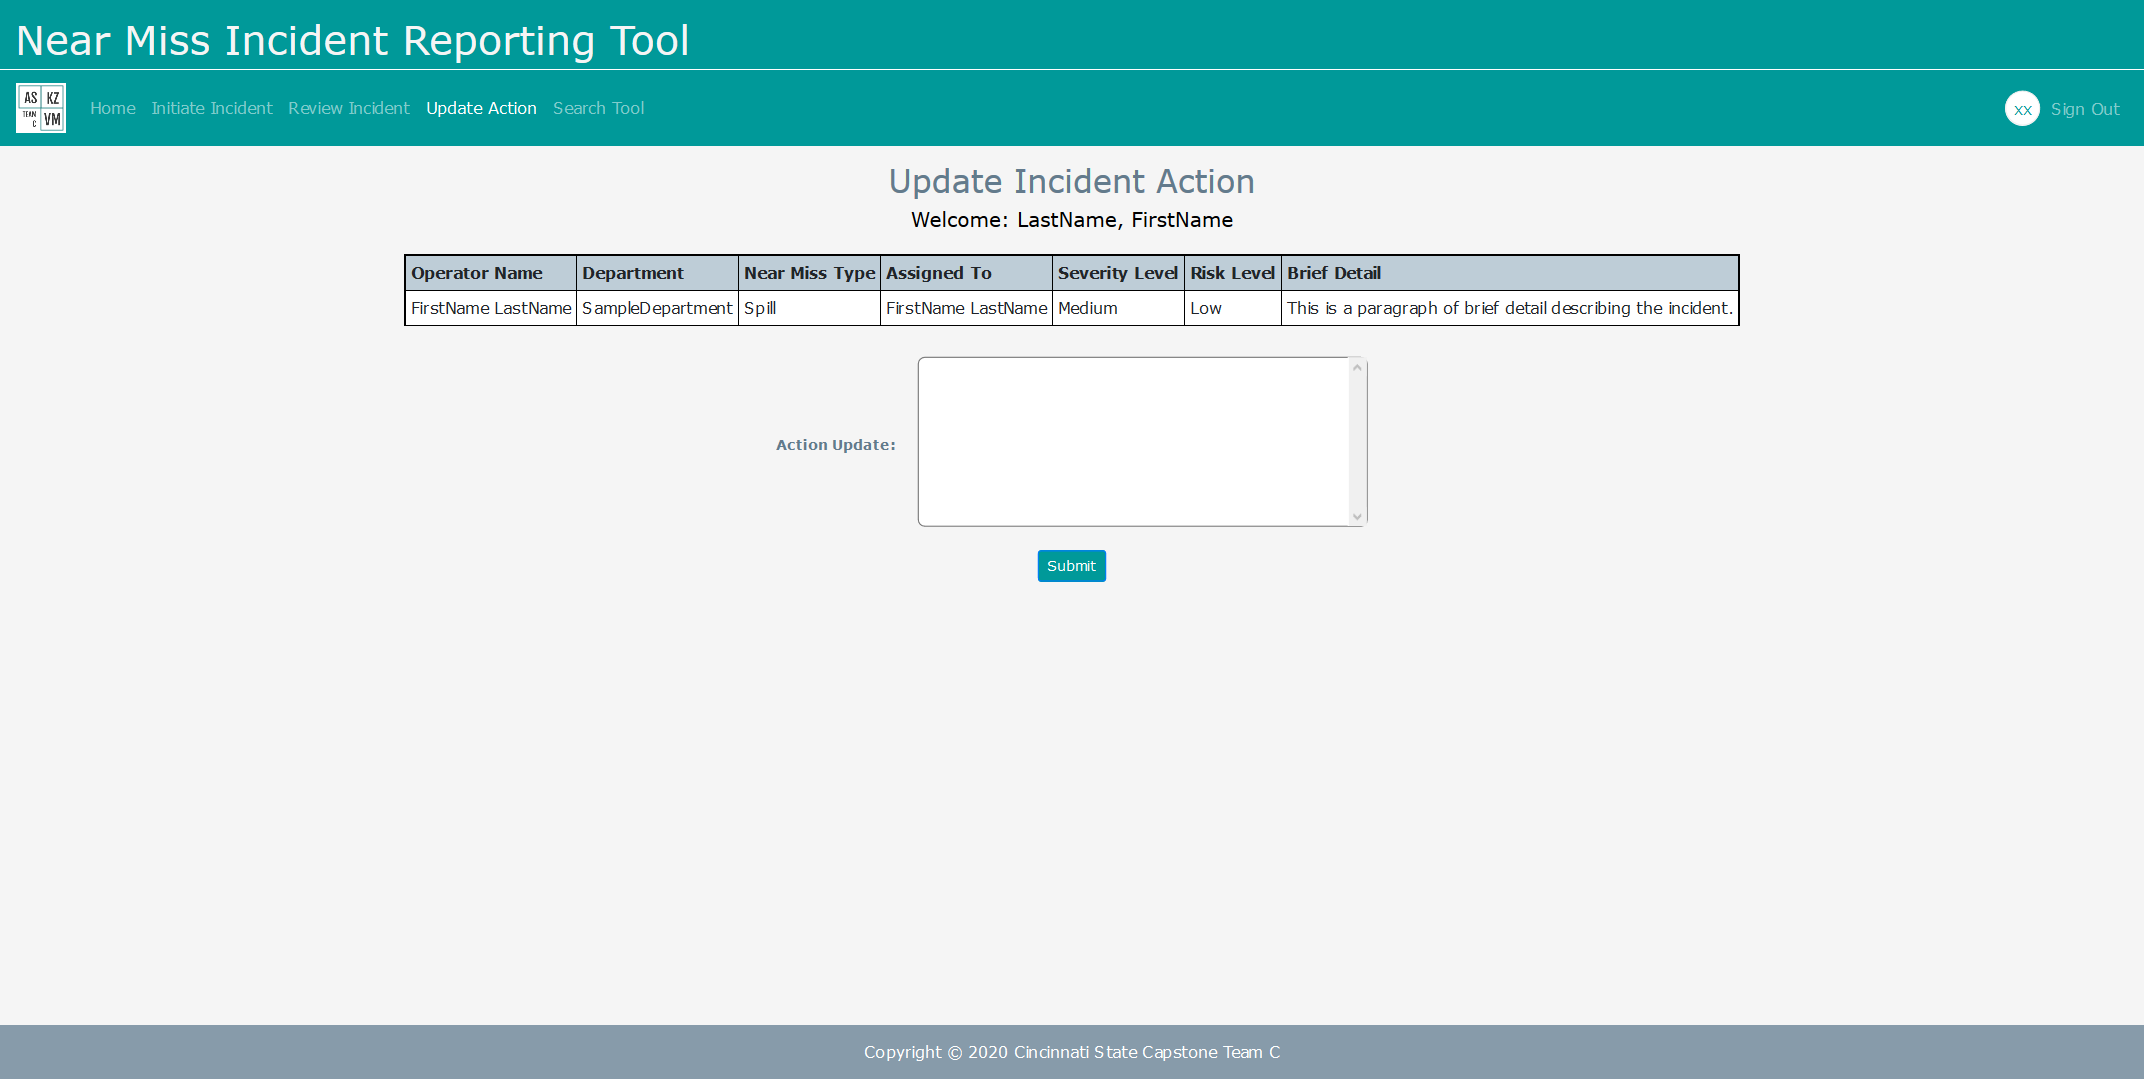 Near Miss Incident Reporting Tool
AS KZ
TEAM C VM
Home Initiate Incident Review Incident Update Action Search Tool
xx Sign Out
Update Incident Action
Welcome: LastName, FirstName
Operator Name Department Near Miss Type Assigned To Severity Level Risk Level Brief Detail
FirstName LastName SampleDepartment Spill FirstName LastName Medium Low This is a paragraph of brief detail describing the incident.
Action Update:
Submit
Copyright © 2020 Cincinnati State Capstone Team C